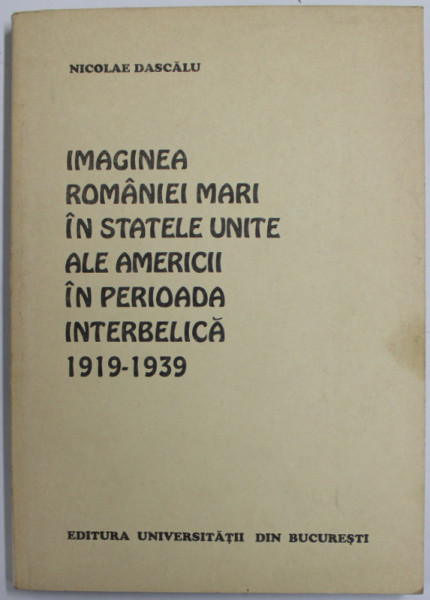 NICOLAE DASCĂLU
IMAGINEA
ROMÂNIEI MARI
ÎN STATELE UNITE
ALE AMERICII
ÎN PERIOADA
INTERBELICĂ
1919-1939
EDITURA UNIVERSITĂȚII DIN BUCUREȘTI